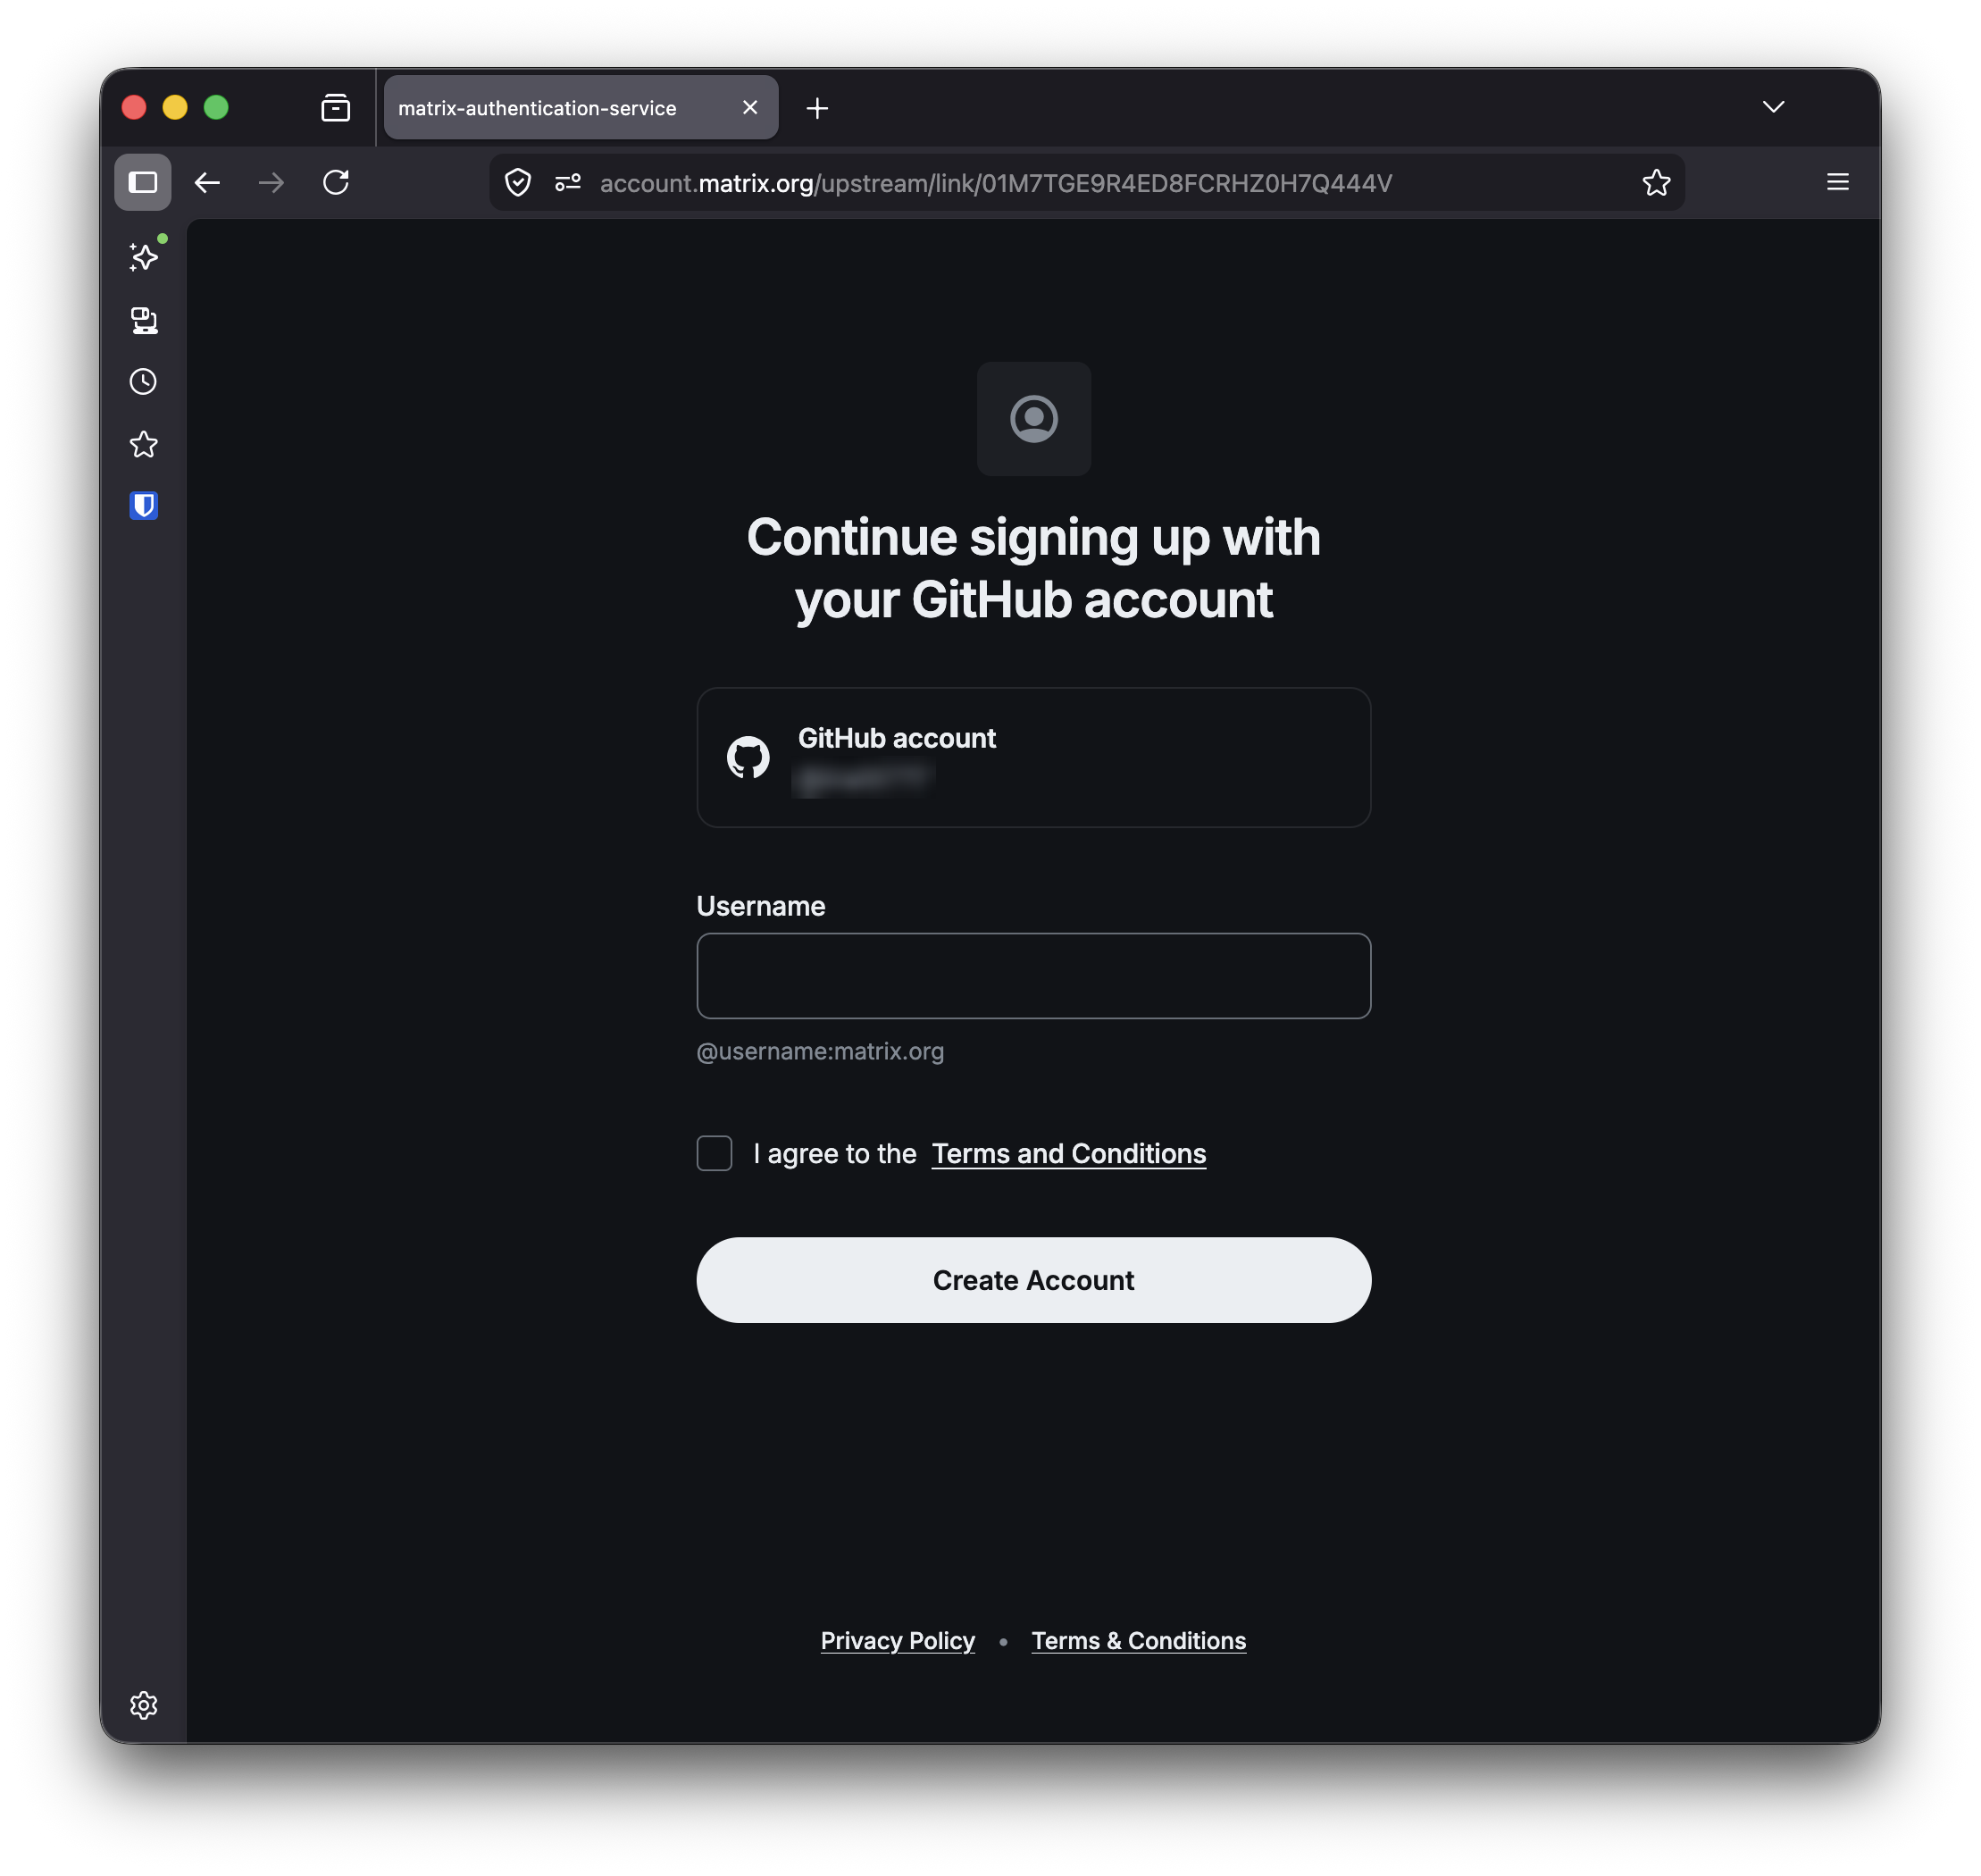 matrix-authentication-service
account.matrix.org/upstream/link/01M7TGE9R4ED8FCRHZ0H7Q444V
Continue signing up with
your GitHub account
GitHub account
Username
@username:matrix.org
I agree to the Terms and Conditions
Create Account
Privacy Policy • Terms & Conditions